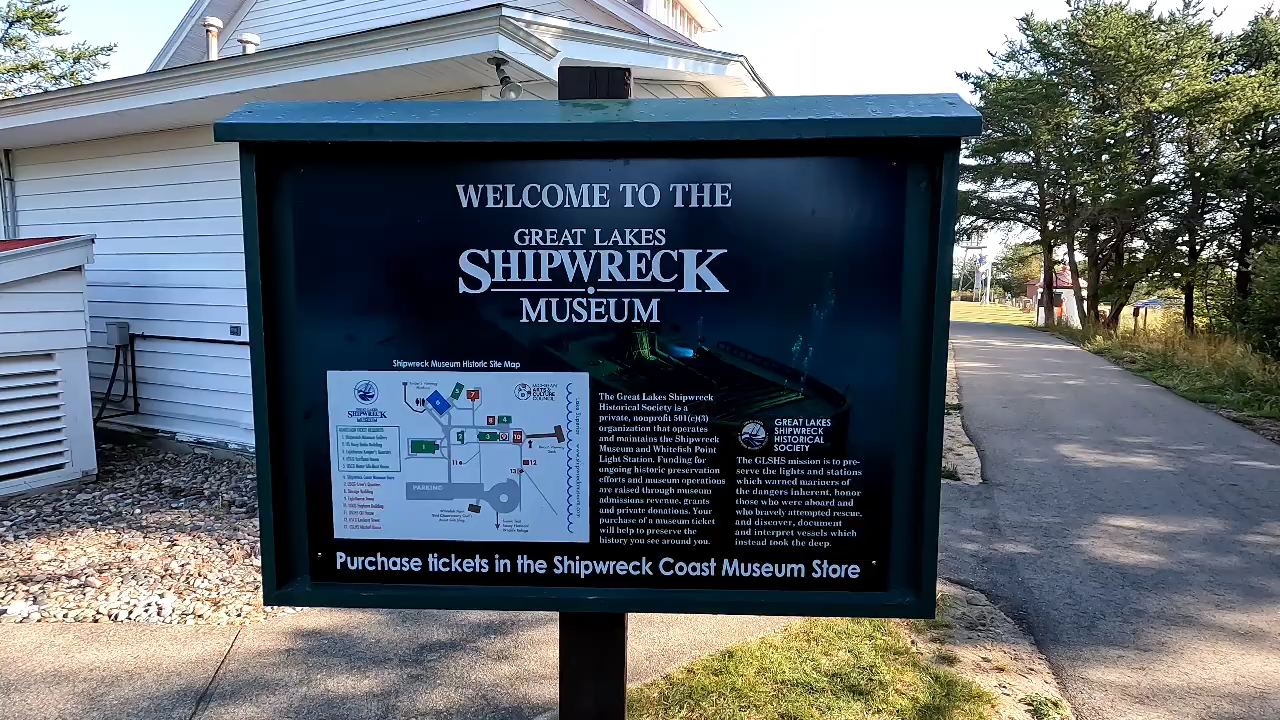 WELCOME TO THE
GREAT LAKES
SHIPWRECK
MUSEUM
Shipwreck Museum Historic Site Map
SHIPWRECK
MUSEUM
PARKING
The Great Lakes Shipwreck
Historical Society is a
private, nonprofit 501(c)(3)
organization that operates
and maintains the Shipwreck
Museum and Whitefish Point
Light Station. Funding for
ongoing historic preservation
efforts and museum operations
are raised through museum
admissions revenue, grants
and private donations. Your
purchase of a museum ticket
will help to preserve the
history you see around you.
GREAT LAKES
SHIPWRECK
HISTORICAL
SOCIETY
The GLSHS mission is to pre-
serve the lights and stations
which warned mariners of
the dangers inherent, honor
those who were aboard and
who bravely attempted rescue,
and discover, document
and interpret vessels which
instead took the deep.
Purchase tickets in the Shipwreck Coast Museum Store